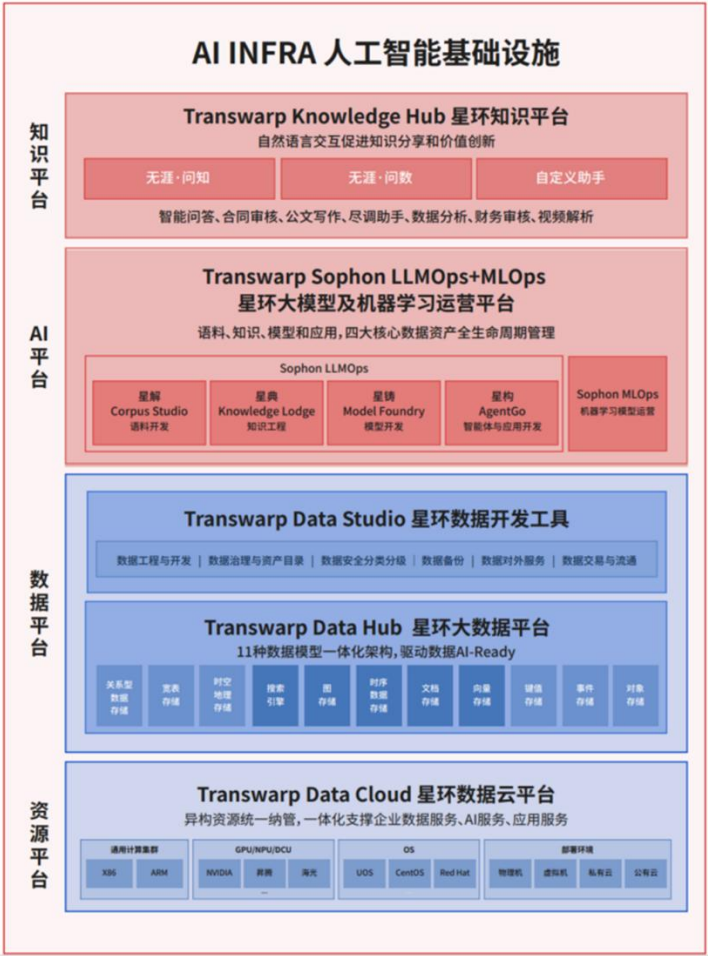 AI INFRA 人工智能基础设施
知识平台
Transwarp Knowledge Hub 星环知识平台
自然语言交互促进知识分享和价值创新
无涯·问知
无涯·问数
自定义助手
智能问答、合同审核、公文写作、尽调助手、数据分析、财务审核、视频解析
AI平台
Transwarp Sophon LLMOps+MLOps
星环大模型及机器学习运营平台
语料、知识、模型和应用,四大核心数据资产全生命周期管理
Sophon LLMOps
星解
Corpus Studio
语料开发
星典
Knowledge Lodge
知识工程
星铸
Model Foundry
模型开发
星构
AgentGo
智能体与应用开发
Sophon MLOps
机器学习模型运营
数据平台
Transwarp Data Studio 星环数据开发工具
数据工程与开发 | 数据治理与资产目录 | 数据安全分类分级 | 数据备份 | 数据对外服务 | 数据交易与流通
Transwarp Data Hub 星环大数据平台
11种数据模型一体化架构,驱动数据AI-Ready
关系型
数据
存储
宽表
存储
时空
地理
存储
搜索
引擎
图
存储
时序
数据
存储
文档
存储
向量
存储
键值
存储
事件
存储
对象
存储
资源平台
Transwarp Data Cloud 星环数据云平台
异构资源统一纳管,一体化支撑企业数据服务、AI服务、应用服务
通用计算集群
X86
ARM
GPU/NPU/DCU
NVIDIA
昇腾
海光
...
OS
UOS
CentOS
Red Hat
部署环境
物理机
虚拟机
私有云
公有云